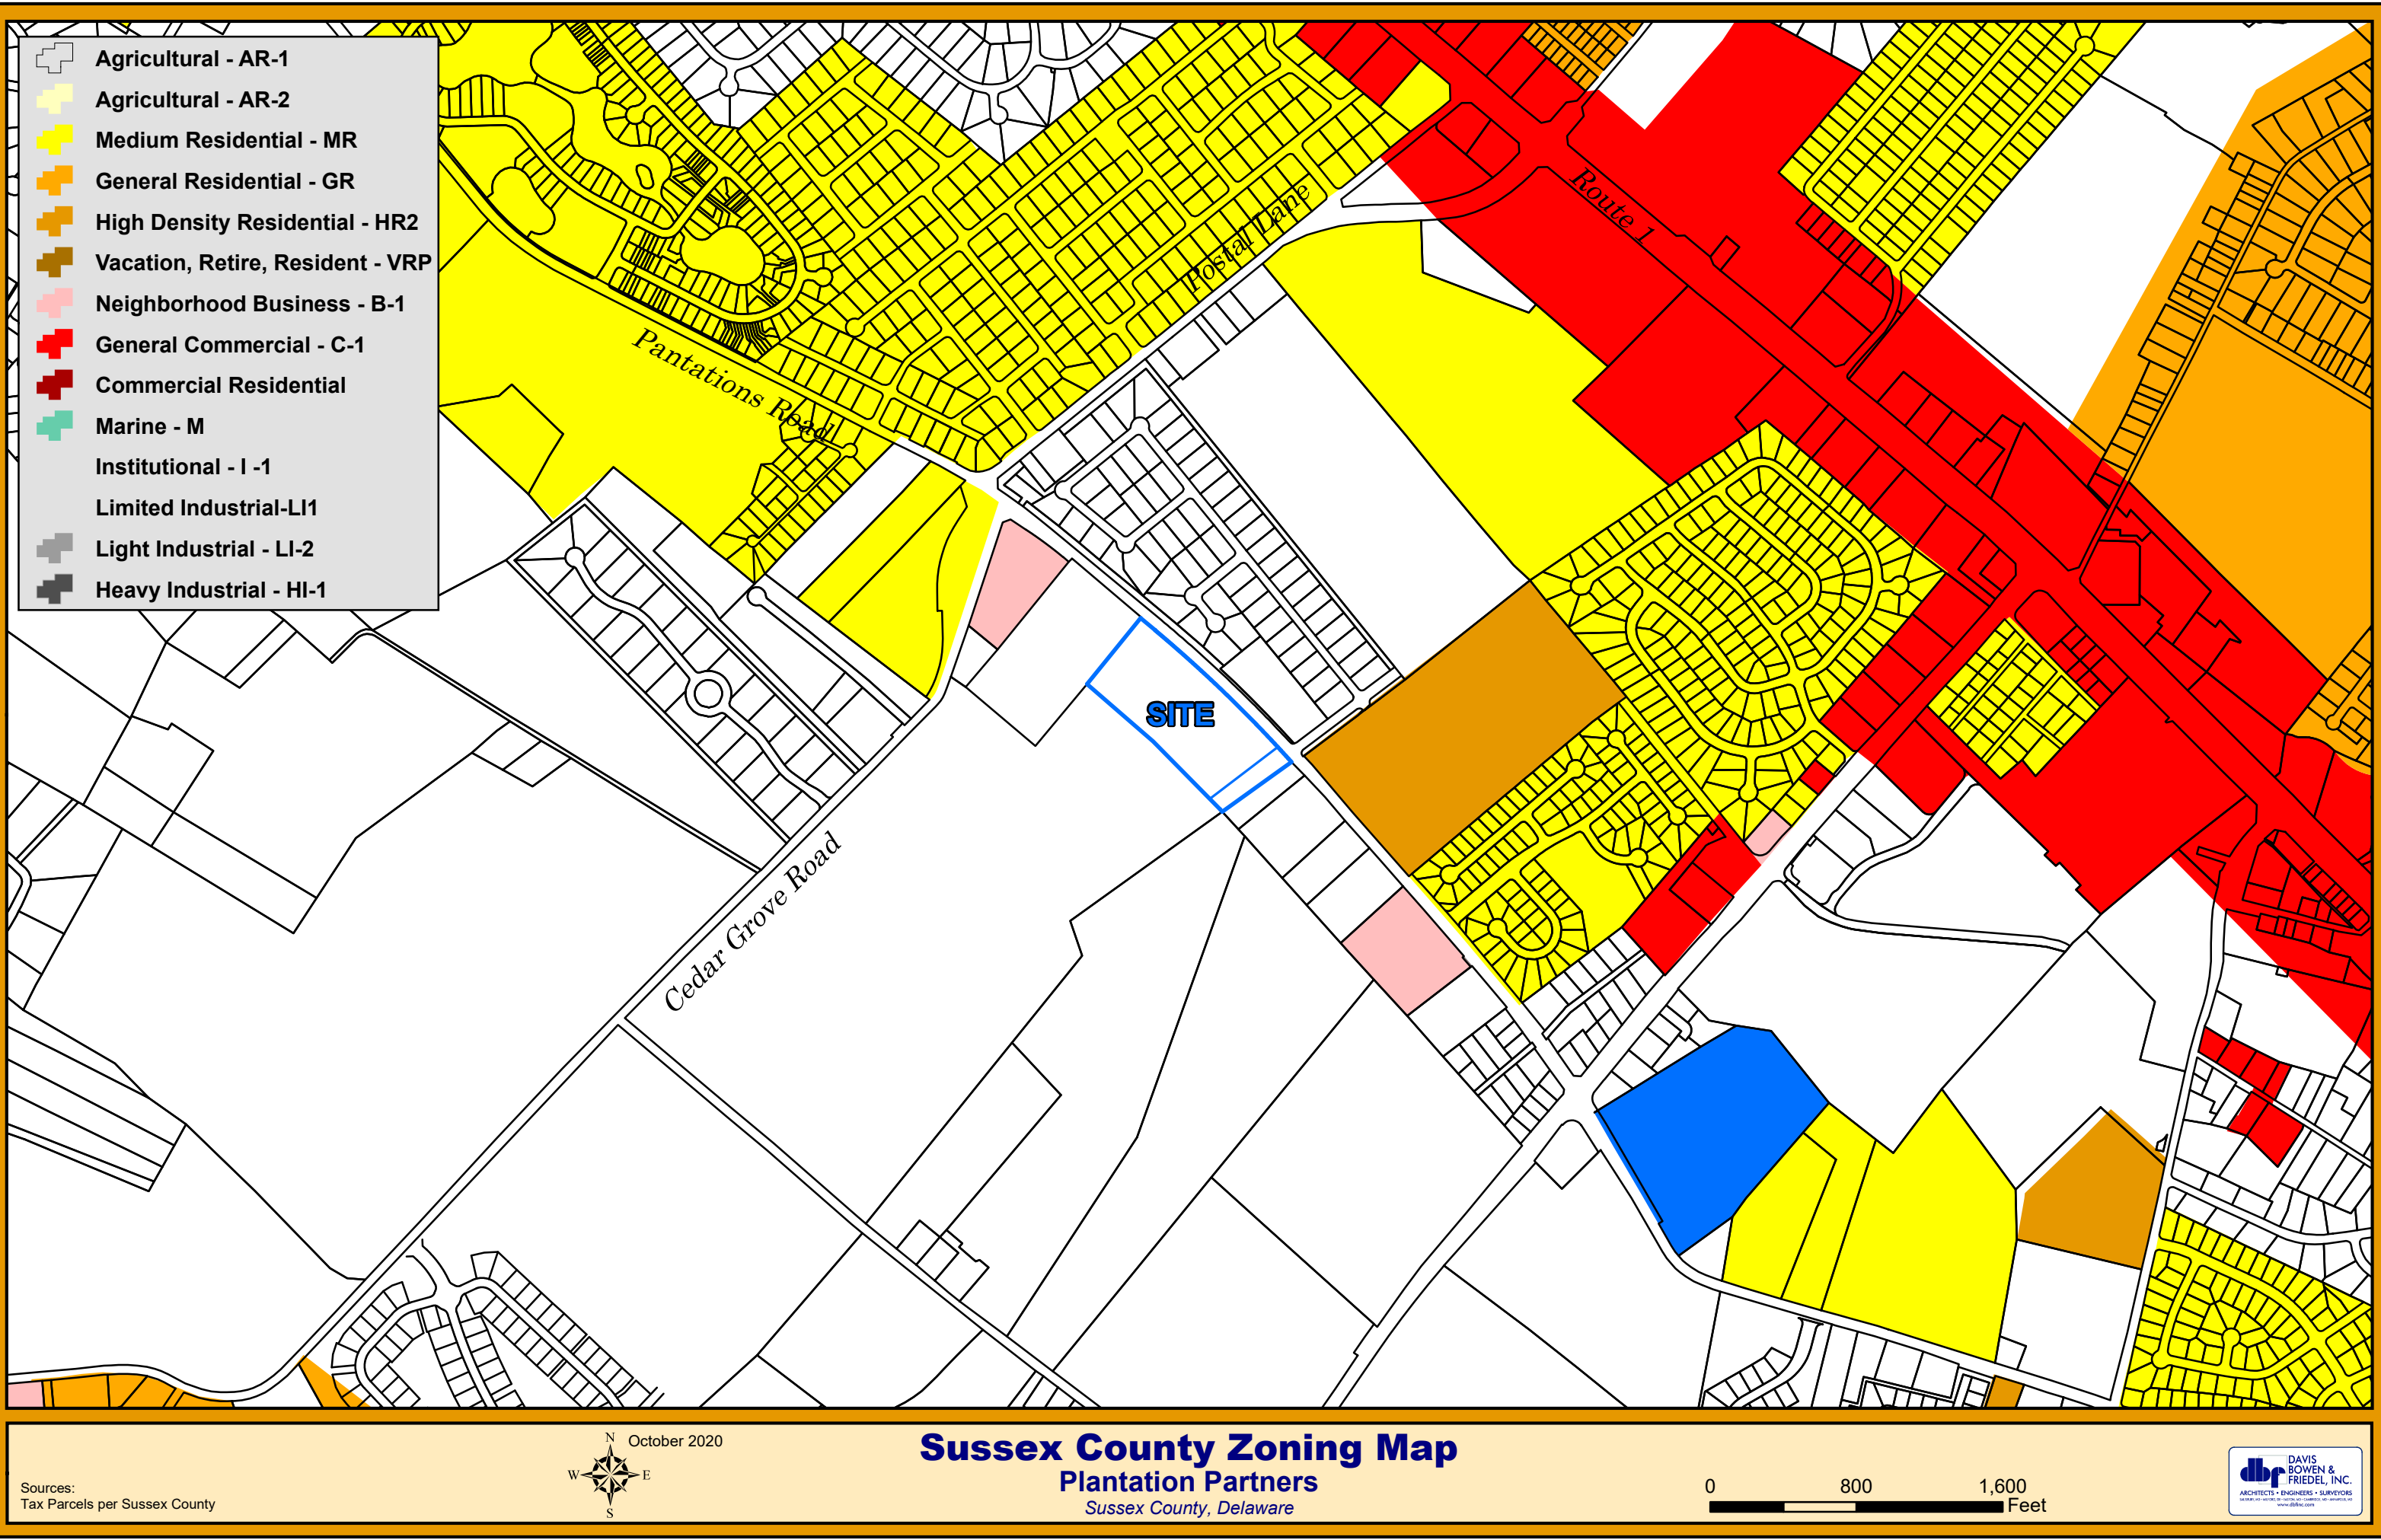 Agricultural - AR-1
Agricultural - AR-2
Medium Residential - MR
General Residential - GR
High Density Residential - HR2
Vacation, Retire, Resident - VRP
Neighborhood Business - B-1
General Commercial - C-1
Commercial Residential
Marine - M
Institutional - I -1
Limited Industrial-LI1
Light Industrial - LI-2
Heavy Industrial - HI-1
Route 1
Postal Lane
Pantations Road
SITE
Cedar Grove Road
Sources:
Tax Parcels per Sussex County
N
W E
S
October 2020
Sussex County Zoning Map
Plantation Partners
Sussex County, Delaware
0 800 1,600
Feet
dbf
DAVIS
BOWEN &
FRIEDEL, INC.
ARCHITECTS • ENGINEERS • SURVEYORS
www.dbfinc.com